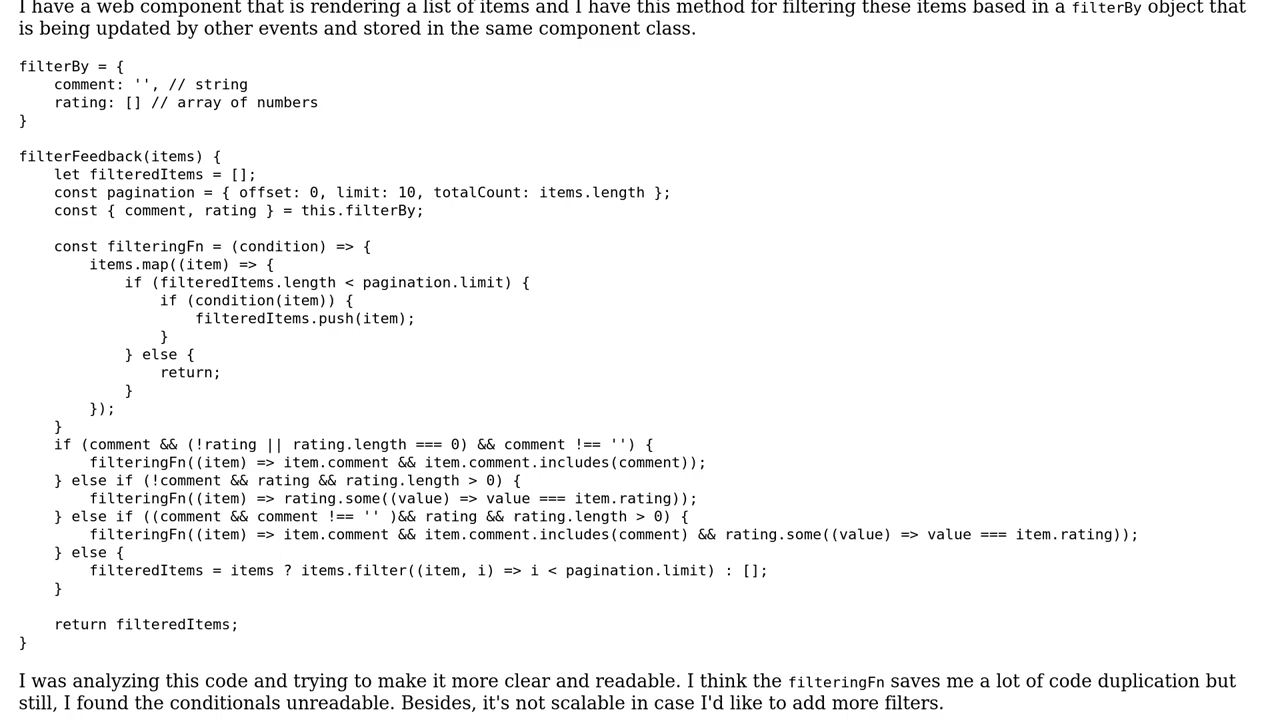 I have a web component that is rendering a list of items and I have this method for filtering these items based in a filterBy object that
is being updated by other events and stored in the same component class.
filterBy = {
    comment: '', // string
    rating: [] // array of numbers
}
filterFeedback(items) {
    let filteredItems = [];
    const pagination = { offset: 0, limit: 10, totalCount: items.length };
    const { comment, rating } = this.filterBy;
    const filteringFn = (condition) => {
        items.map((item) => {
            if (filteredItems.length < pagination.limit) {
                if (condition(item)) {
                    filteredItems.push(item);
                }
            } else {
                return;
            }
        });
    }
    if (comment && (!rating || rating.length === 0) && comment !== '') {
        filteringFn((item) => item.comment && item.comment.includes(comment));
    } else if (!comment && rating && rating.length > 0) {
        filteringFn((item) => rating.some((value) => value === item.rating));
    } else if ((comment && comment !== '' )&& rating && rating.length > 0) {
        filteringFn((item) => item.comment && item.comment.includes(comment) && rating.some((value) => value === item.rating));
    } else {
        filteredItems = items ? items.filter((item, i) => i < pagination.limit) : [];
    }
    return filteredItems;
}
I was analyzing this code and trying to make it more clear and readable. I think the filteringFn saves me a lot of code duplication but
still, I found the conditionals unreadable. Besides, it's not scalable in case I'd like to add more filters.